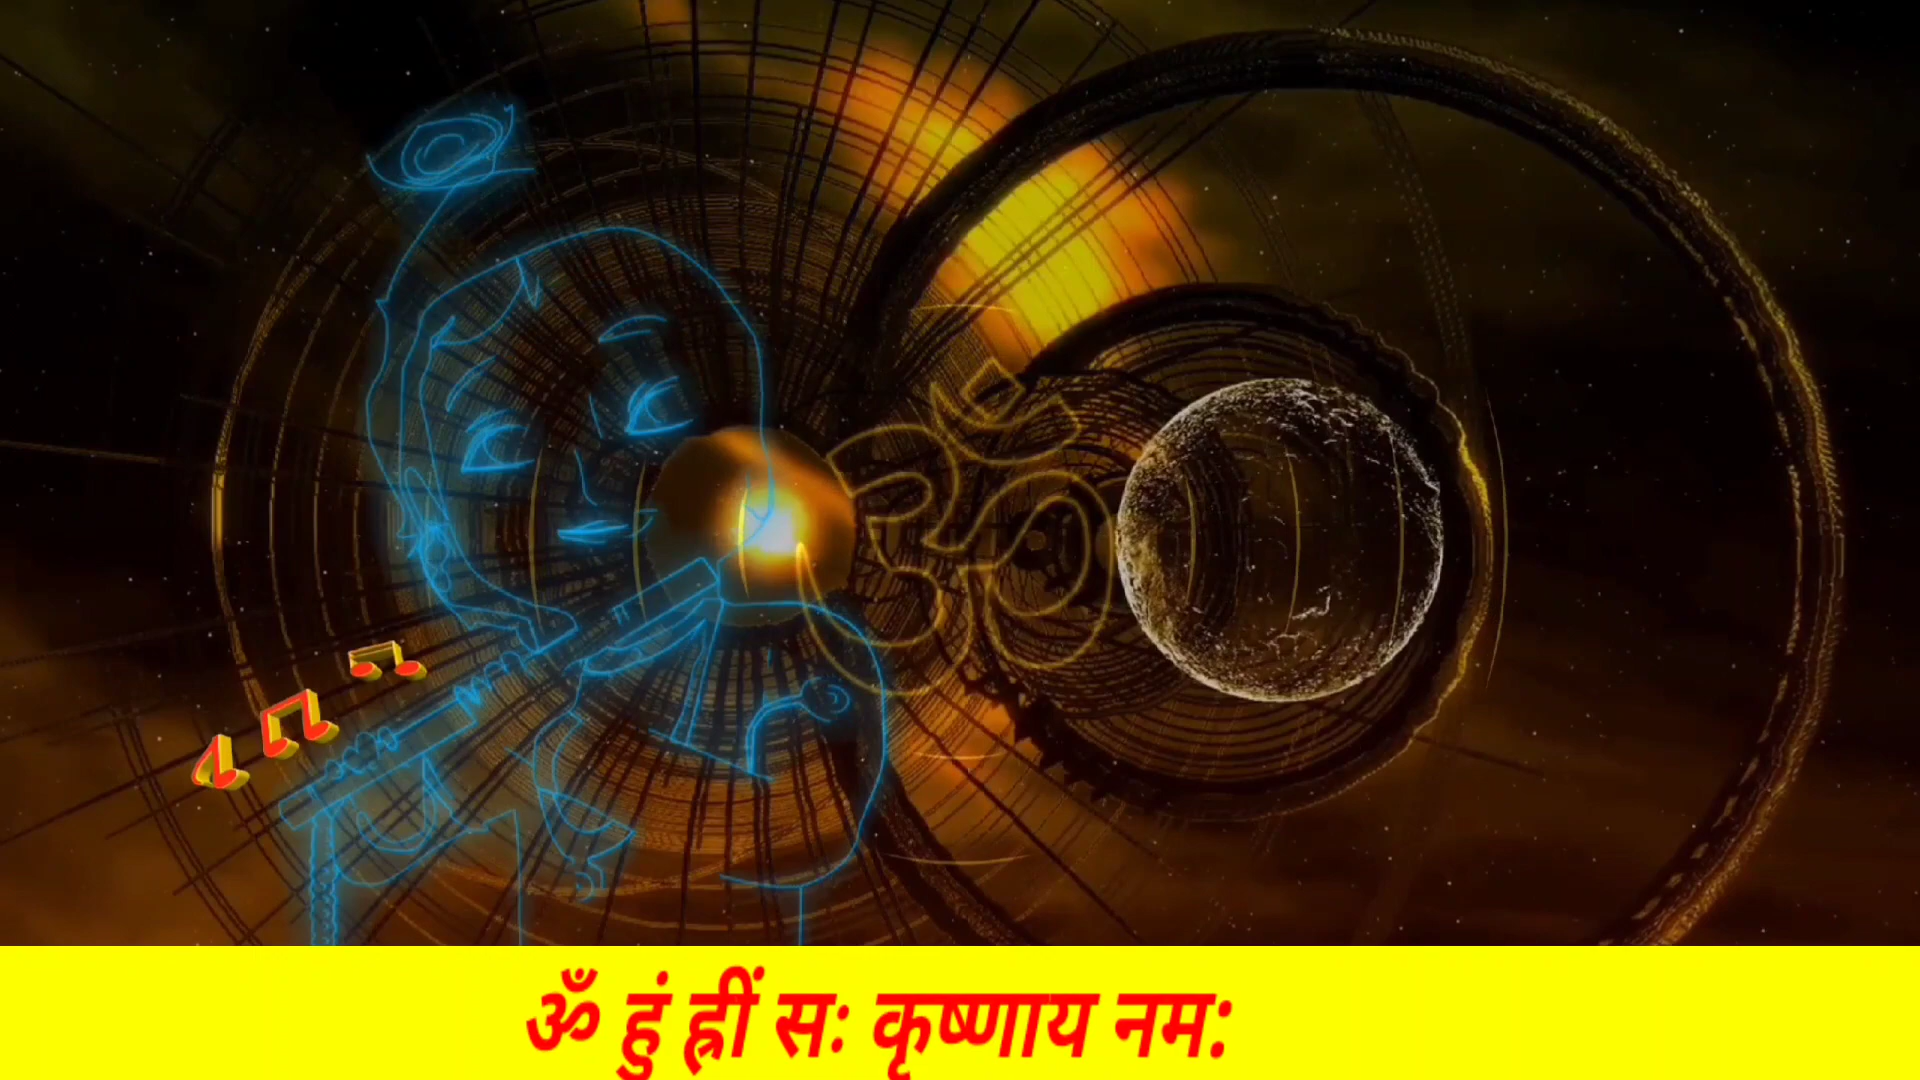 ॐ
ॐ हुं ह्रीं सः कृष्णाय नम: